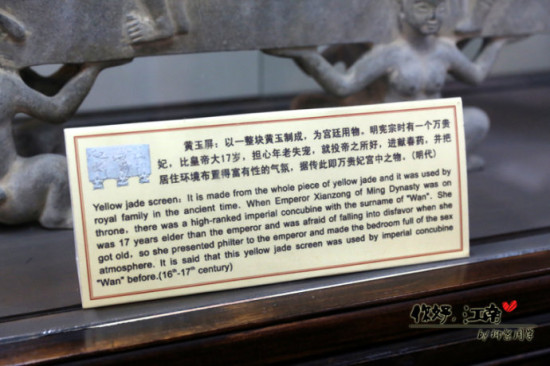 黄玉屏:以一整块黄玉制成,为宫廷用物。明宪宗时有一个万贵
妃,比皇帝大17岁,担心年老失宠,就投帝之所好,进献春药,并把
居住环境布置得富有性的气氛,据传此即万贵妃宫中之物。(明代)
Yellow jade screen: It is made from the whole piece of yellow jade and it was used by
royal family in the ancient time. When Emperor Xianzong of Ming Dynasty was on
throne, there was a high-ranked imperial concubine with the surname of "Wan". She
was 17 years elder than the emperor and was afraid of falling into disfavor when she
got old, so she presented philter to the emperor and made the bedroom full of the sex
atmosphere. It is said that this yellow jade screen was used by imperial concubine
"Wan" before.(16th-17th century)
你好,江南
by